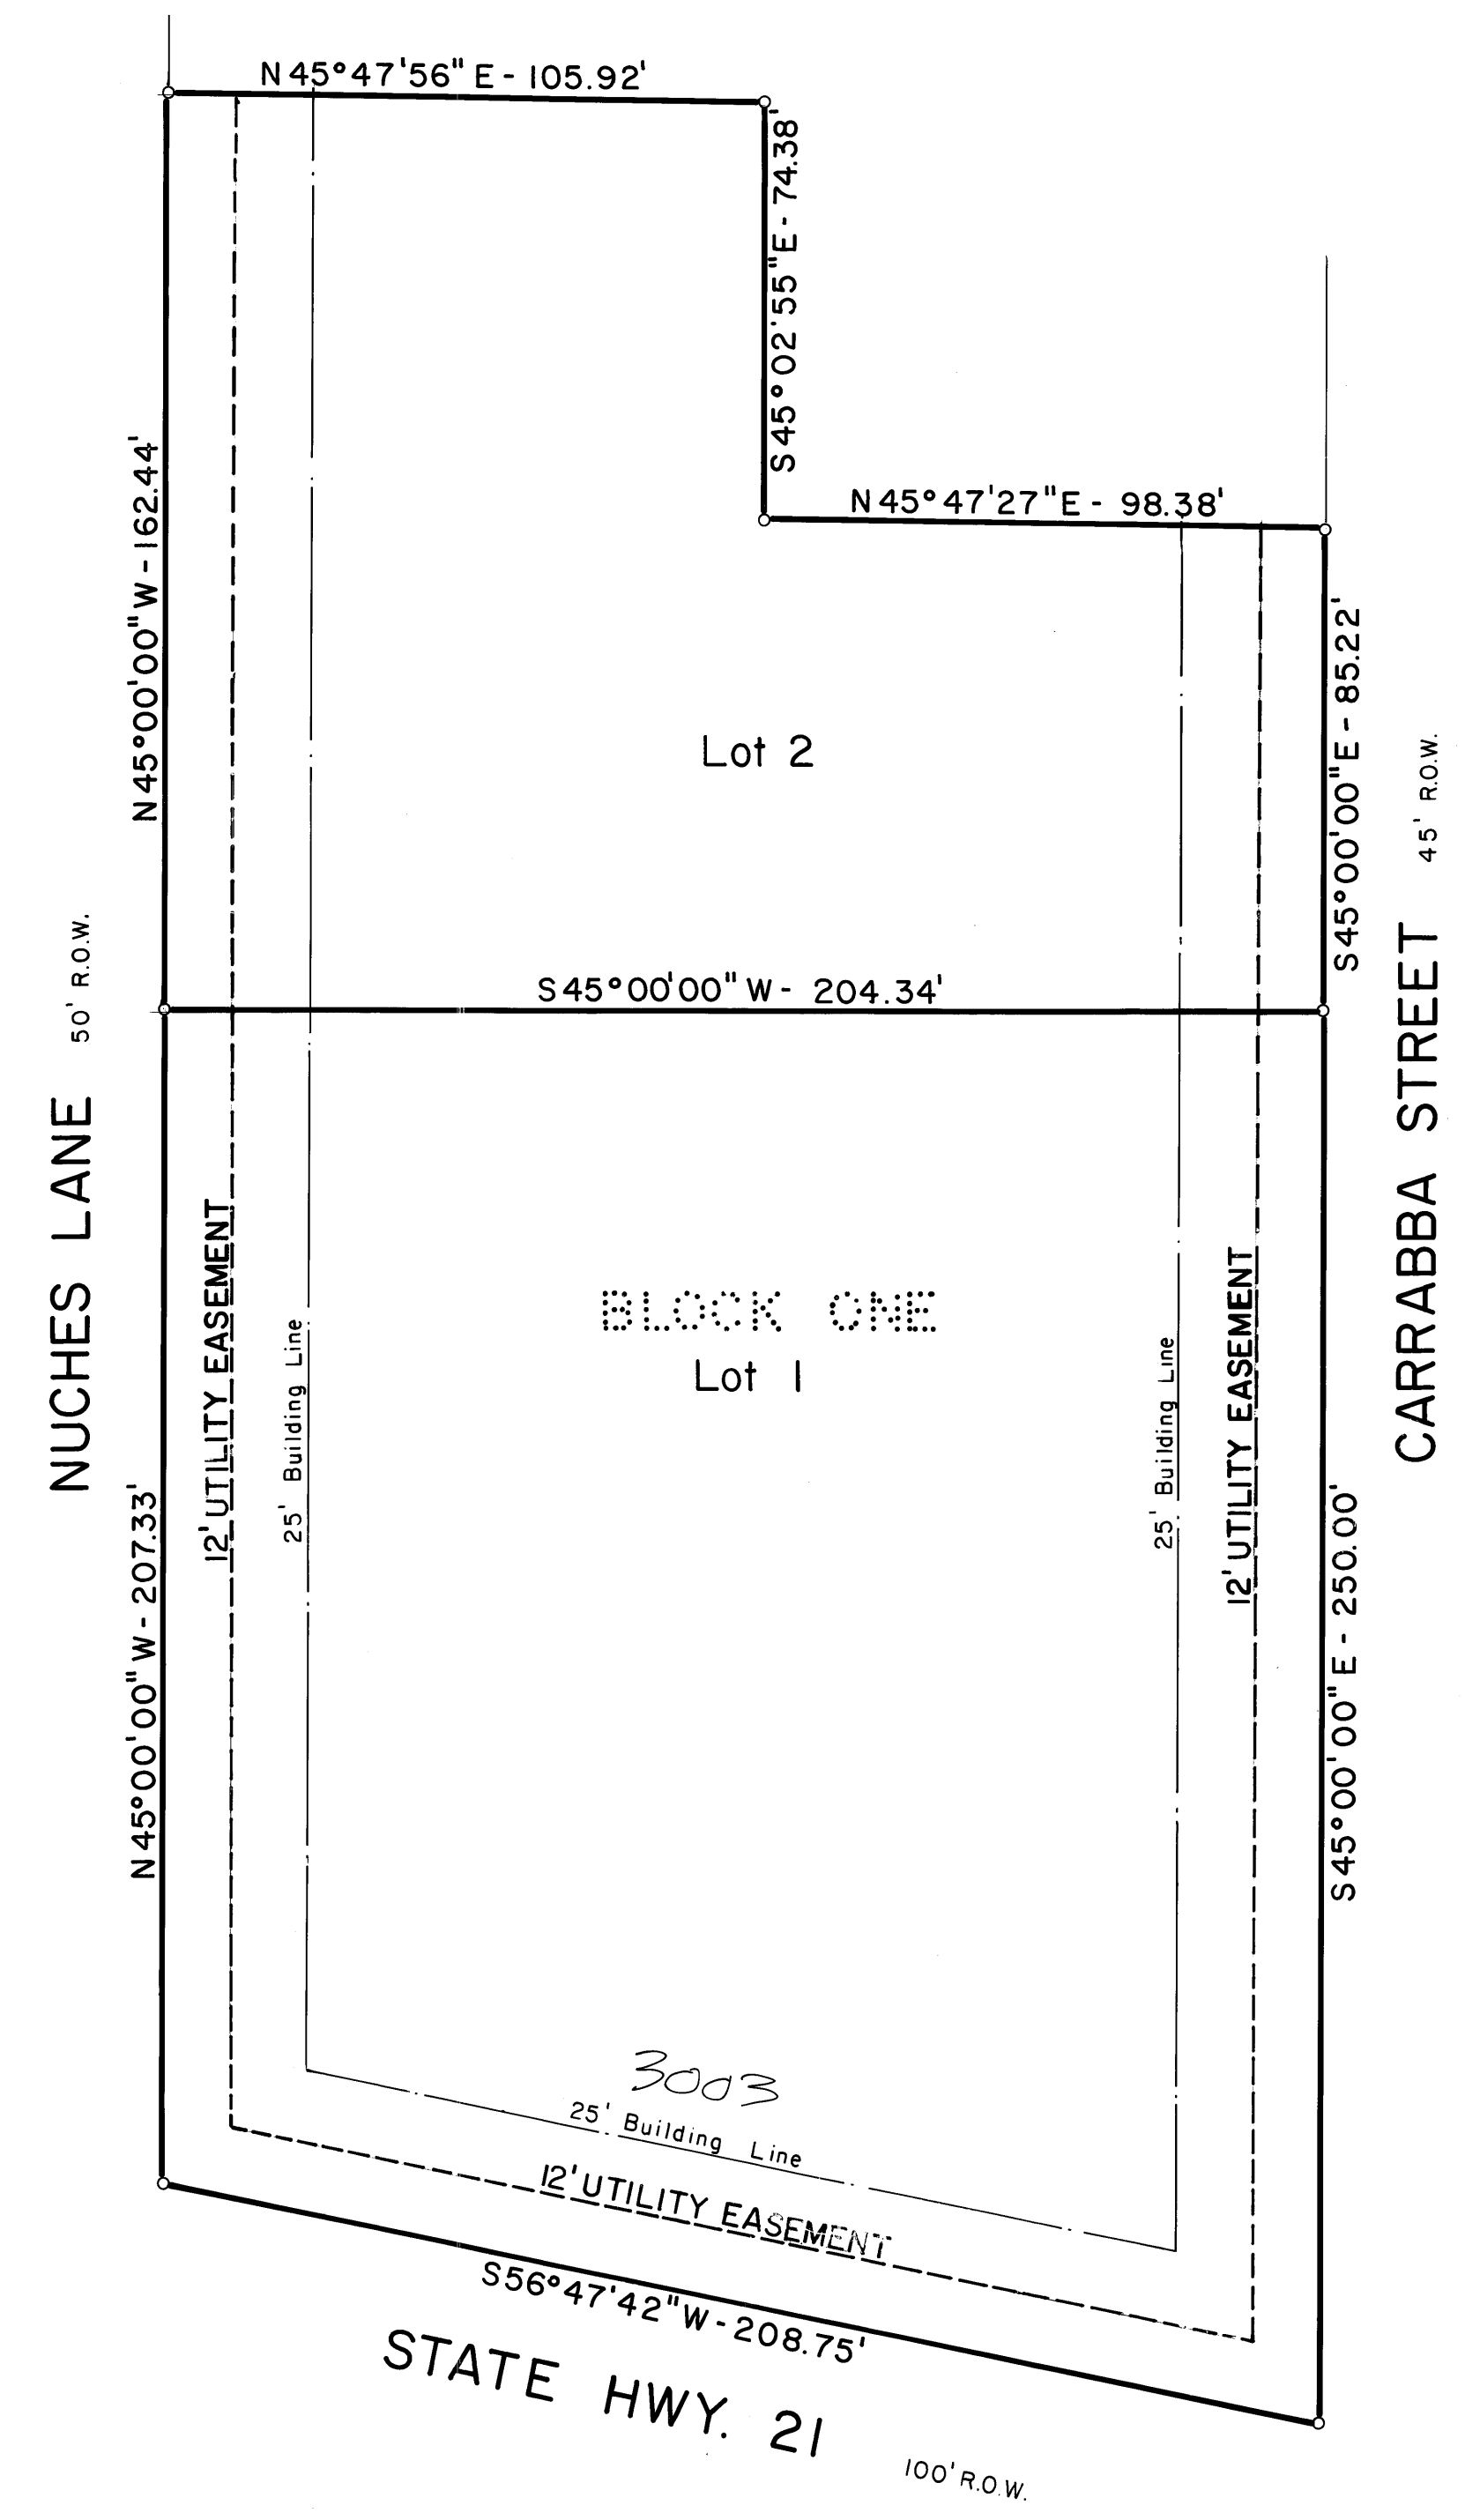 N 45°47'56" E - 105.92'
S 45°02'55" E - 74.38'
N 45°47'27" E - 98.38'
N 45°00'00" W - 162.44'
S 45°00'00" E - 85.22'
Lot 2
45' R.O.W.
50' R.O.W.
S 45°00'00" W - 204.34'
NUCHES LANE
CARRABBA STREET
12' UTILITY EASEMENT
25' Building Line
BLOCK ONE
Lot 1
25' Building Line
12' UTILITY EASEMENT
N 45°00'00" W - 207.33'
S 45°00'00" E - 250.00'
3003
25' Building Line
12' UTILITY EASEMENT
S 56°47'42" W - 208.75'
STATE HWY. 21
100' R.O.W.